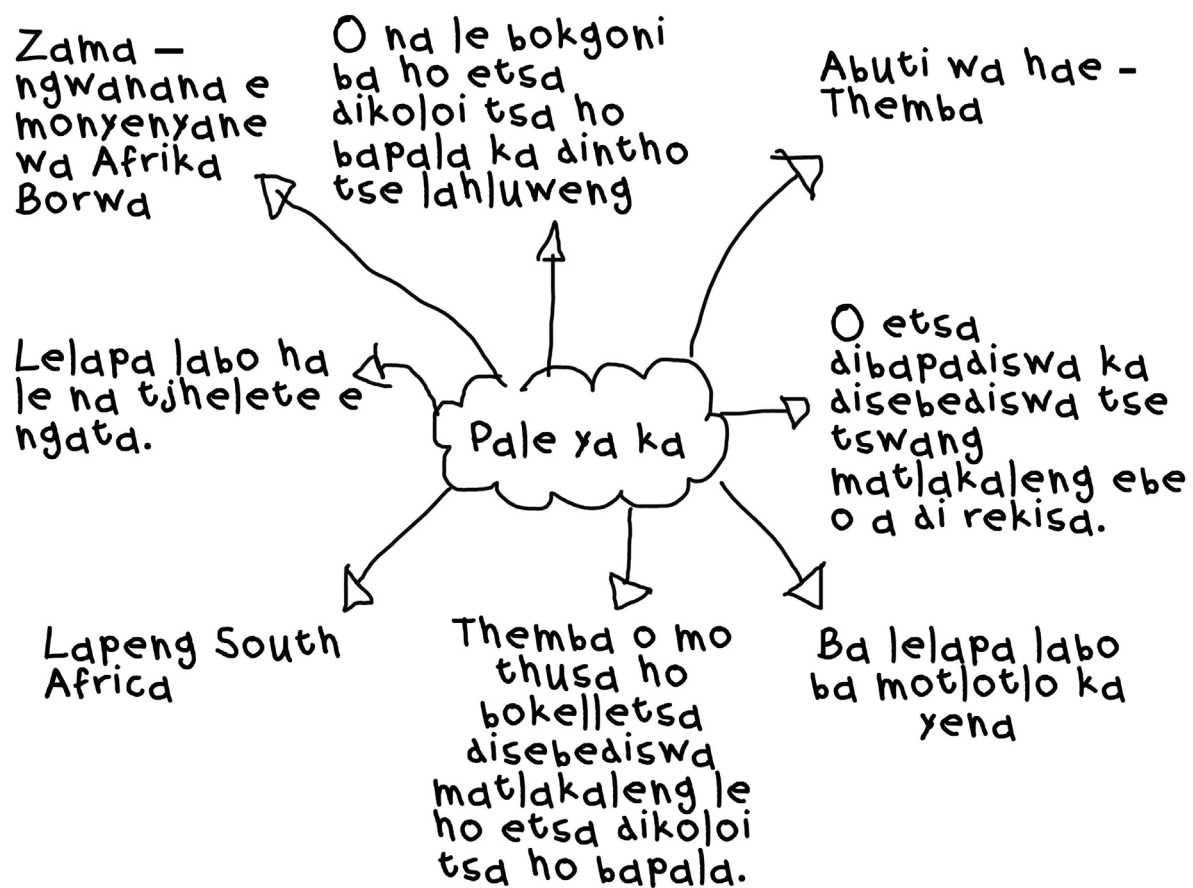 Zama –
ngwanana e
monyenyane
wa Afrika
Borwa
O na le bokgoni
ba ho etsa
dikoloi tsa ho
bapala ka dintho
tse lahluweng
Abuti wa hae –
Themba
Lelapa labo ha
le na tjhelete e
ngata.
Pale ya ka
O etsa
dibapadiswa ka
disebediswa tse
tswang
matlakaleng ebe
o a di rekisa.
Lapeng South
Africa
Themba o mo
thusa ho
bokelletsa
disebediswa
matlakaleng le
ho etsa dikoloi
tsa ho bapala.
Ba lelapa labo
ba motlotlo ka
yena